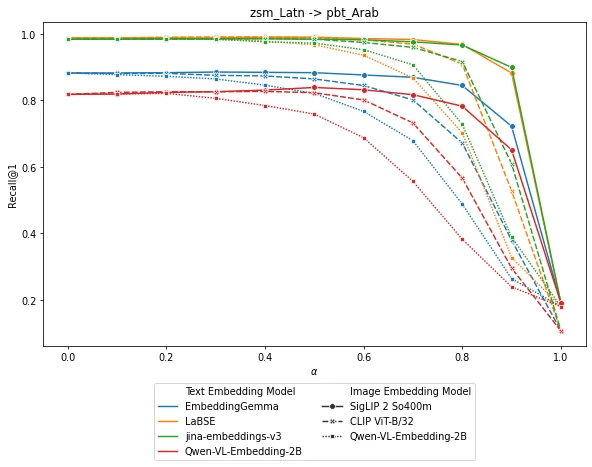 zsm_Latn -> pbt_Arab
Recall@1
1.0
0.8
0.6
0.4
0.2
0.0 0.2 0.4 0.6 0.8 1.0
α
Text Embedding Model
EmbeddingGemma
LaBSE
jina-embeddings-v3
Qwen-VL-Embedding-2B
Image Embedding Model
SigLIP 2 So400m
CLIP ViT-B/32
Qwen-VL-Embedding-2B